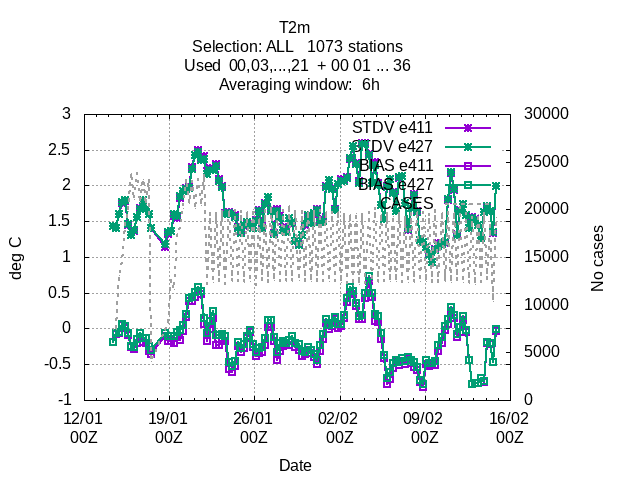 T2m
Selection: ALL   1073 stations
Used  00,03,...,21  + 00 01 ... 36
Averaging window:  6h
3 30000
STDV e411
2.5 STDV e427 25000
BIAS e411
2 BIAS e427 20000
CASES
1.5
1 15000
deg C No cases
0.5 10000
0
-0.5 5000
-1 0
12/01 19/01 26/01 02/02 09/02 16/02
00Z 00Z 00Z 00Z 00Z 00Z
Date